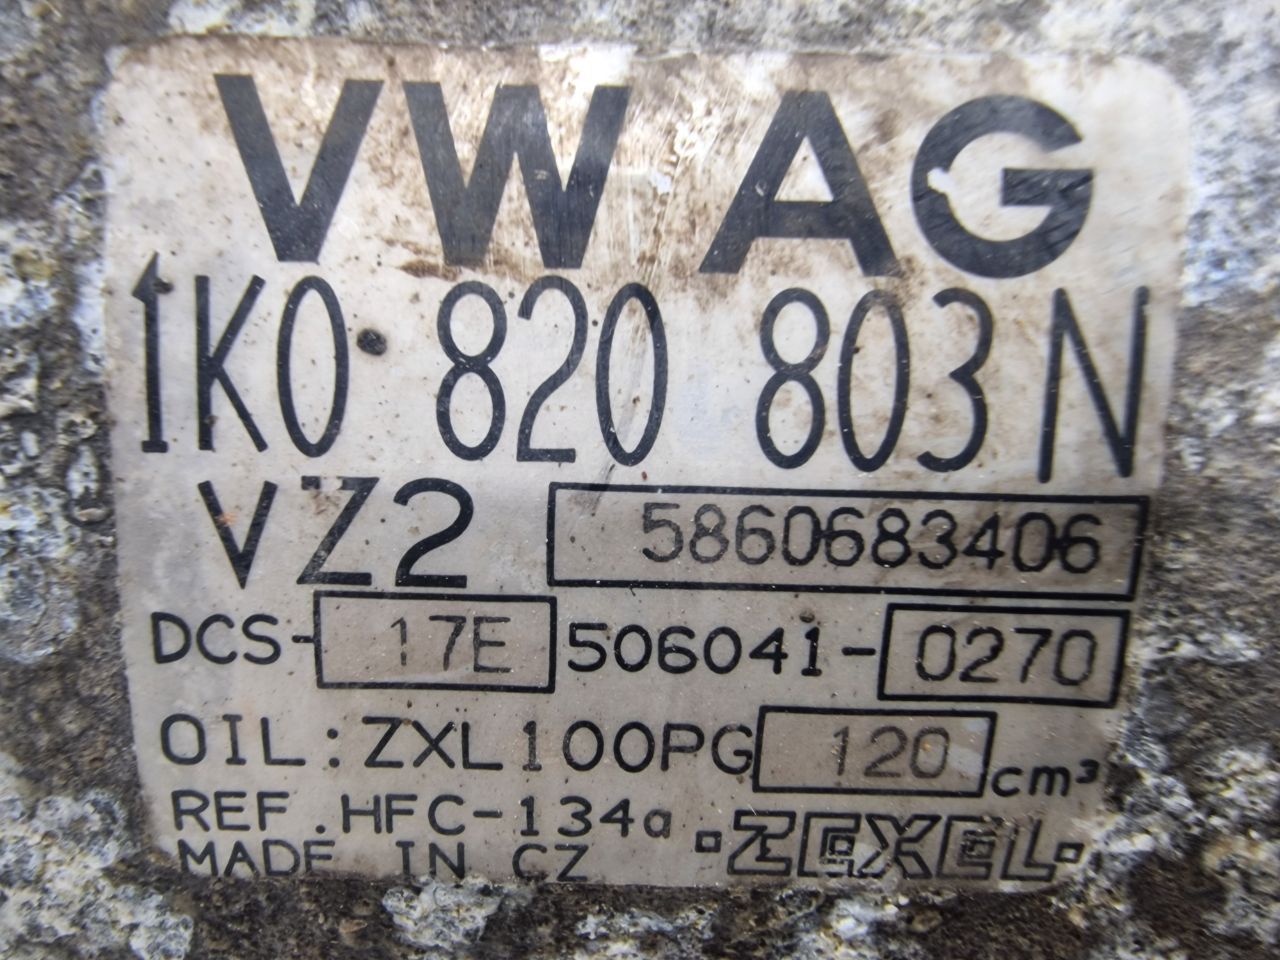 VW AG
1K0 820 803 N
VZ2 5860683406
DCS-17E 506041-0270
OIL:ZXL100PG 120 cm³
REF.HFC-134a
MADE IN CZ ZEXEL